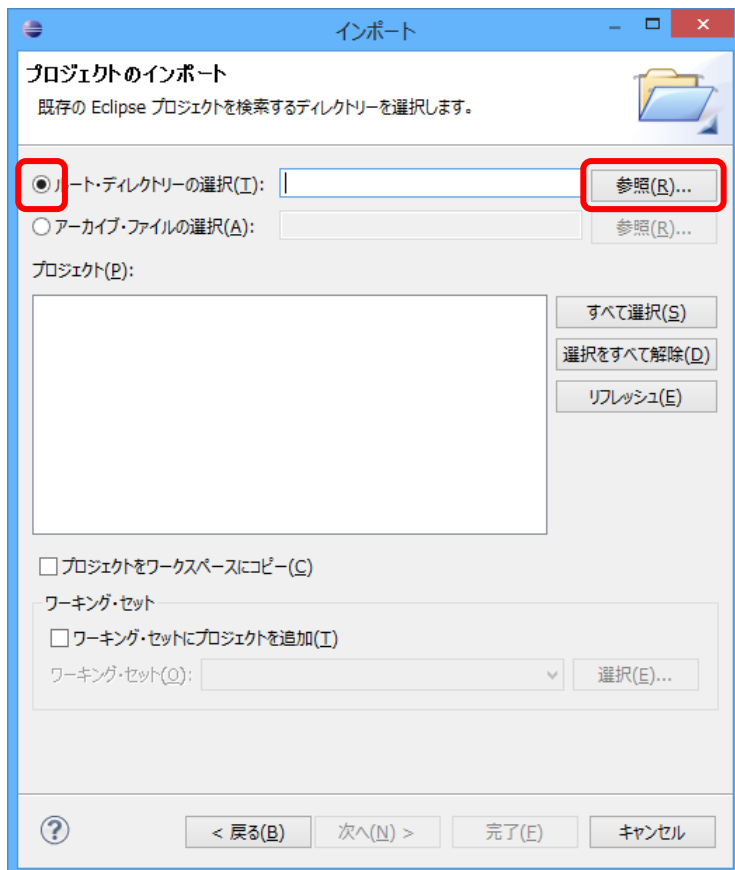 インポート
プロジェクトのインポート
既存の Eclipse プロジェクトを検索するディレクトリーを選択します。
ルート・ディレクトリーの選択(T): 参照(R)...
アーカイブ・ファイルの選択(A): 参照(R)...
プロジェクト(P):
すべて選択(S)
選択をすべて解除(D)
リフレッシュ(E)
プロジェクトをワークスペースにコピー(C)
ワーキング・セット
ワーキング・セットにプロジェクトを追加(T)
ワーキング・セット(O): 選択(E)...
< 戻る(B) 次へ(N) > 完了(F) キャンセル